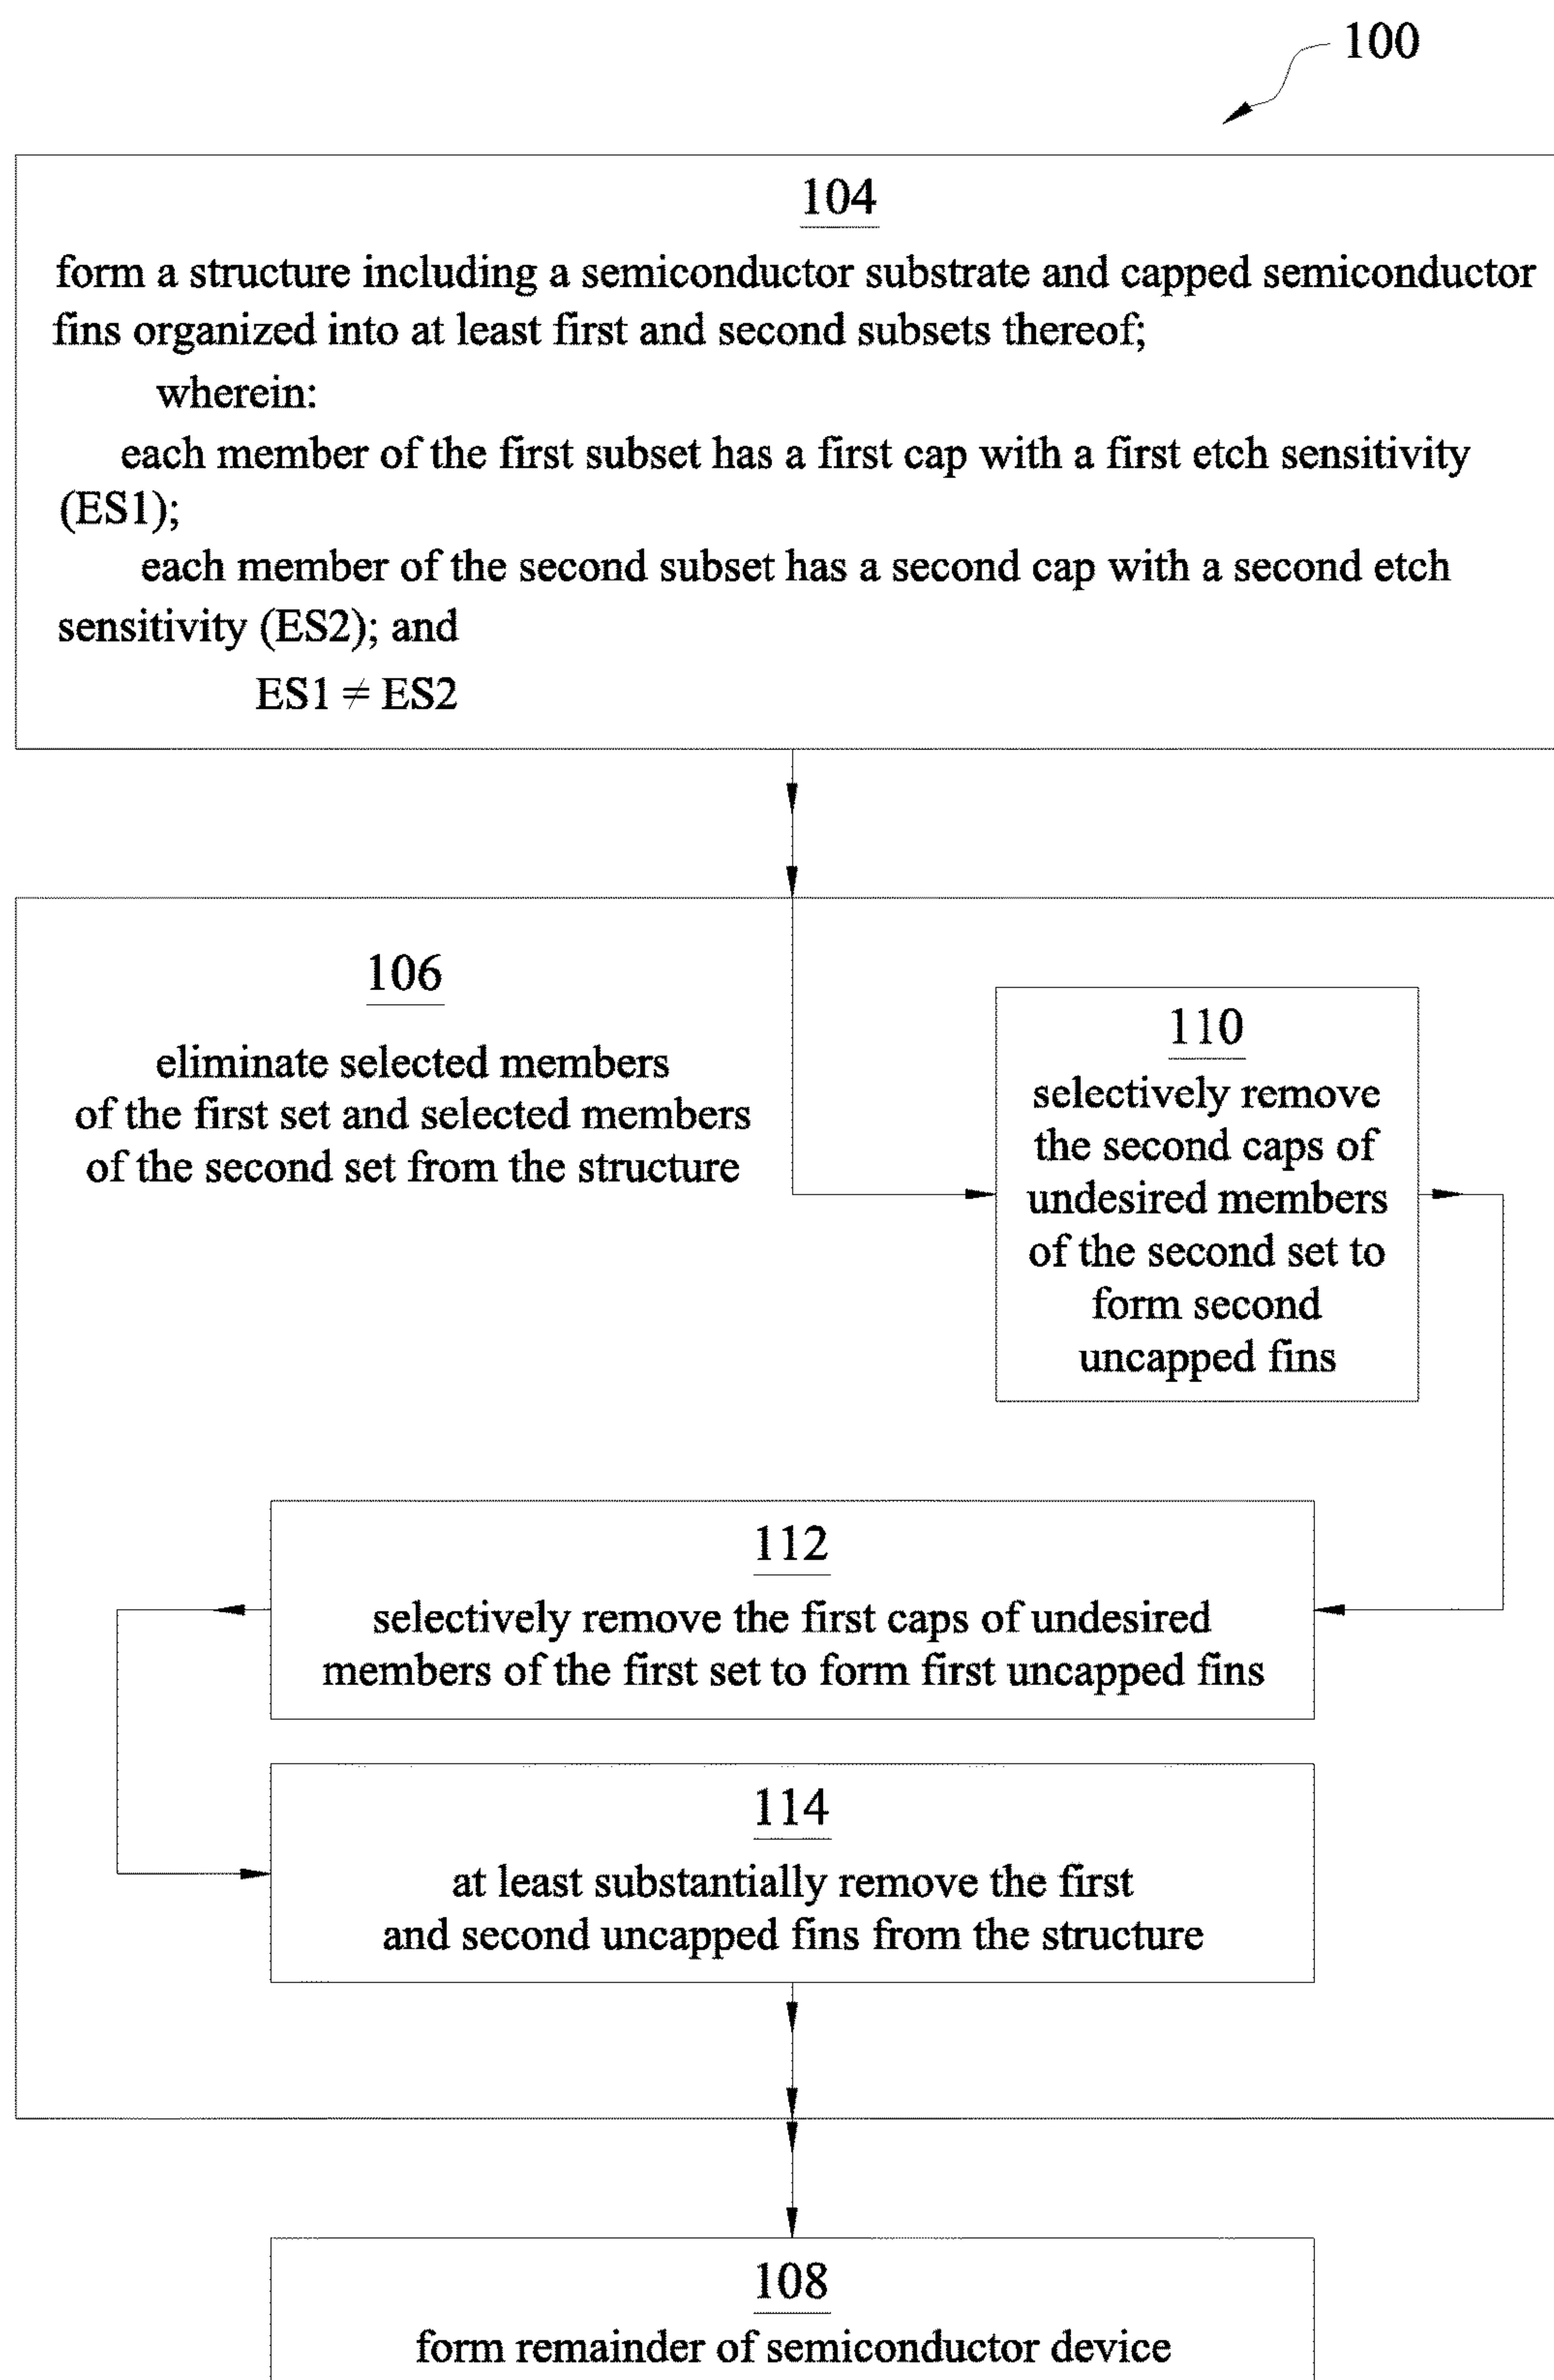 100
104
form a structure including a semiconductor substrate and capped semiconductor
fins organized into at least first and second subsets thereof;
wherein:
each member of the first subset has a first cap with a first etch sensitivity
(ES1);
each member of the second subset has a second cap with a second etch
sensitivity (ES2); and
ES1 ≠ ES2
106
eliminate selected members
of the first set and selected members
of the second set from the structure
110
selectively remove
the second caps of
undesired members
of the second set to
form second
uncapped fins
112
selectively remove the first caps of undesired
members of the first set to form first uncapped fins
114
at least substantially remove the first
and second uncapped fins from the structure
108
form remainder of semiconductor device